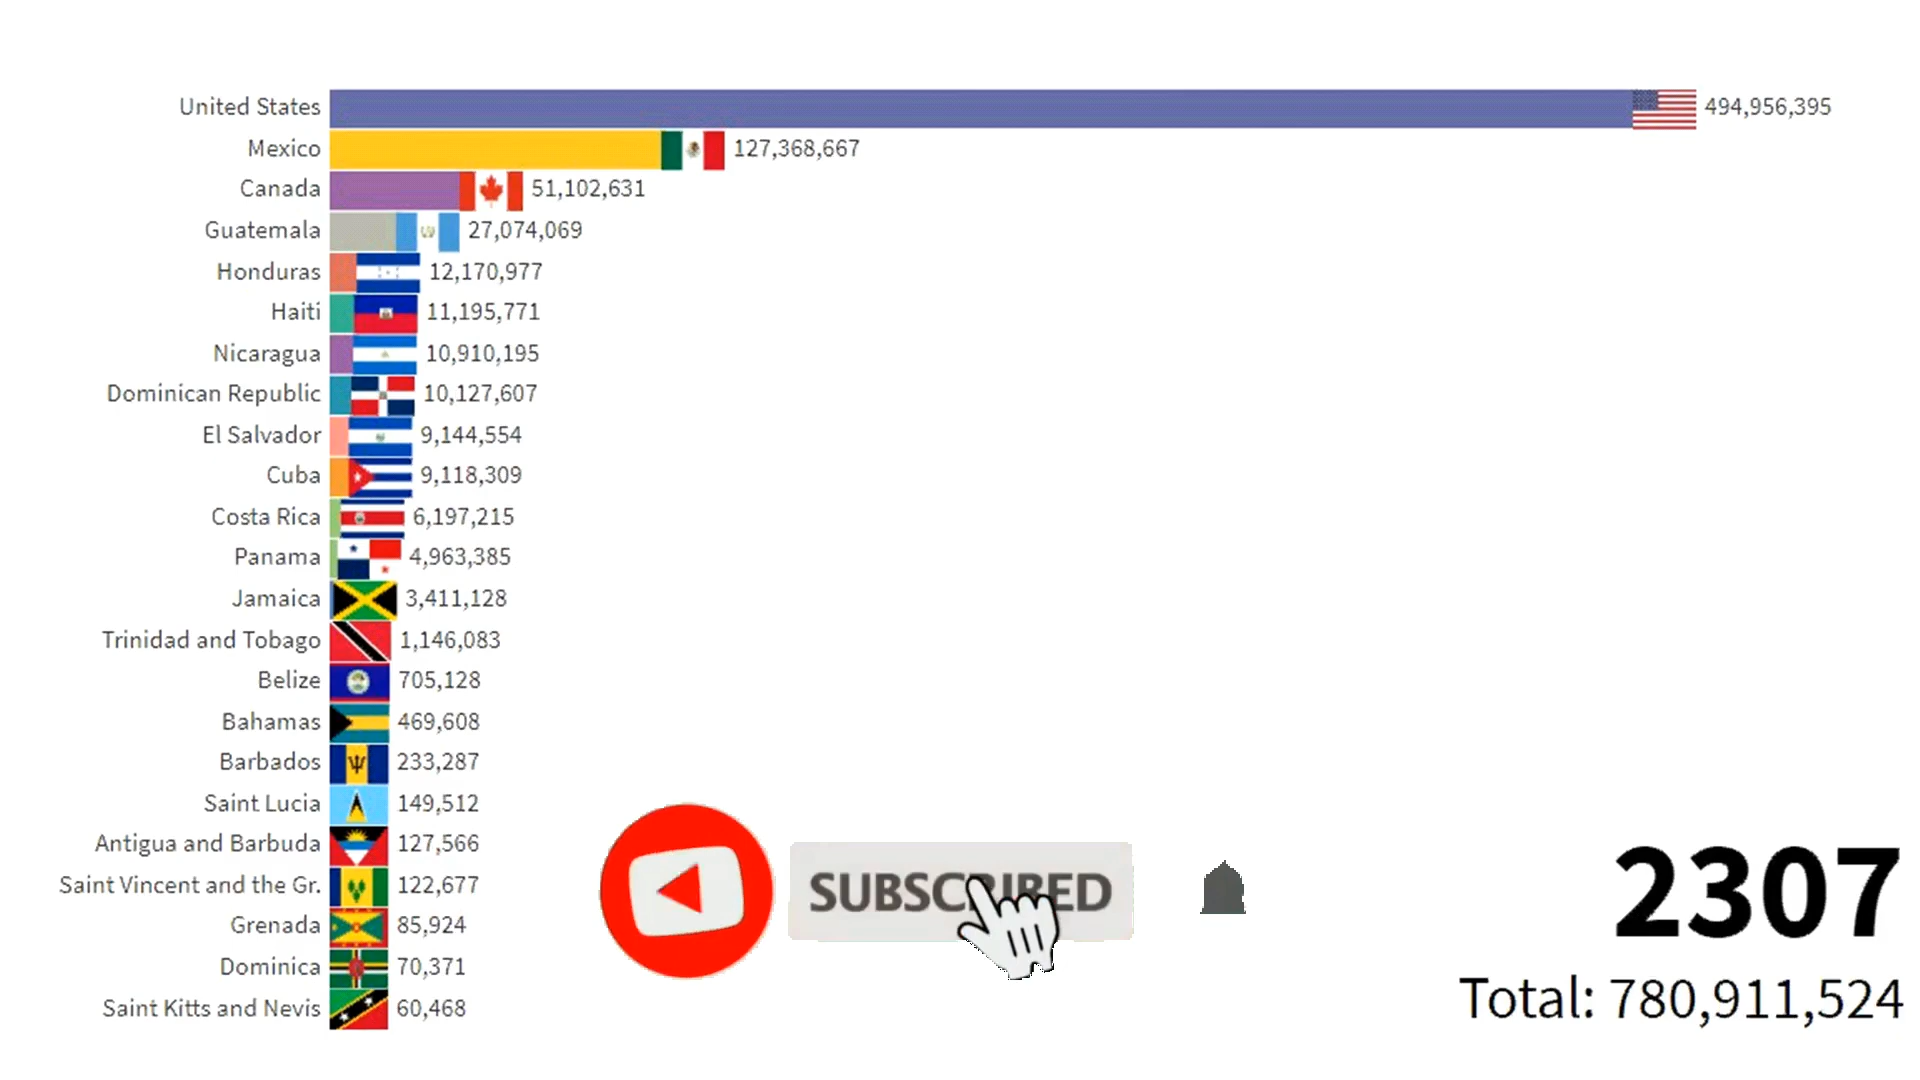 United States 494,956,395
Mexico 127,368,667
Canada 51,102,631
Guatemala 27,074,069
Honduras 12,170,977
Haiti 11,195,771
Nicaragua 10,910,195
Dominican Republic 10,127,607
El Salvador 9,144,554
Cuba 9,118,309
Costa Rica 6,197,215
Panama 4,963,385
Jamaica 3,411,128
Trinidad and Tobago 1,146,083
Belize 705,128
Bahamas 469,608
Barbados 233,287
Saint Lucia 149,512
Antigua and Barbuda 127,566
Saint Vincent and the Gr. 122,677
Grenada 85,924
Dominica 70,371
Saint Kitts and Nevis 60,468
SUBSCRIBED
2307
Total: 780,911,524